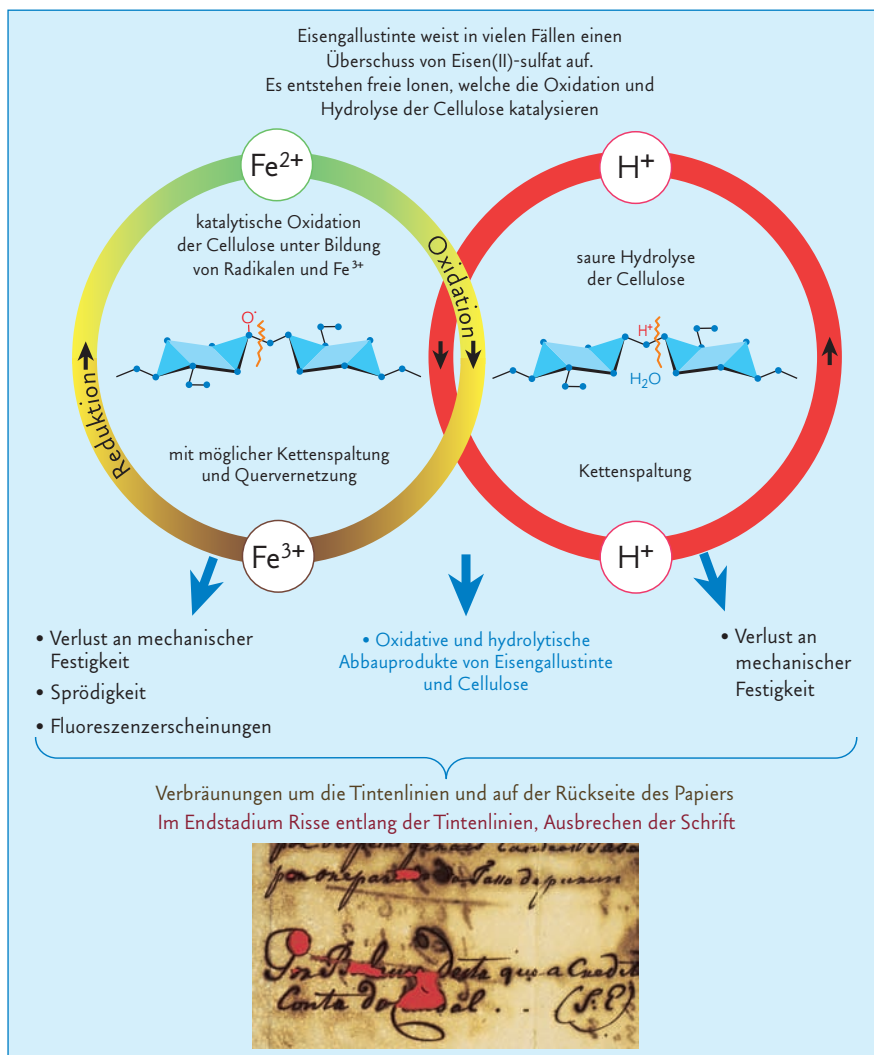 Eisengallustinte weist in vielen Fällen einen
Überschuss von Eisen(II)-sulfat auf.
Es entstehen freie Ionen, welche die Oxidation und
Hydrolyse der Cellulose katalysieren
Fe²⁺
H⁺
katalytische Oxidation
der Cellulose unter Bildung
von Radikalen und Fe³⁺
Oxidation
saure Hydrolyse
der Cellulose
O·
H⁺
H₂O
Reduktion
mit möglicher Kettenspaltung
und Quervernetzung
Kettenspaltung
Fe³⁺
H⁺
• Verlust an mechanischer
Festigkeit
• Sprödigkeit
• Fluoreszenzerscheinungen
• Oxidative und hydrolytische
Abbauprodukte von Eisengallustinte
und Cellulose
• Verlust an
mechanischer
Festigkeit
Verbräunungen um die Tintenlinien und auf der Rückseite des Papiers
Im Endstadium Risse entlang der Tintenlinien, Ausbrechen der Schrift
que a Credit
Conta do
(S.E)